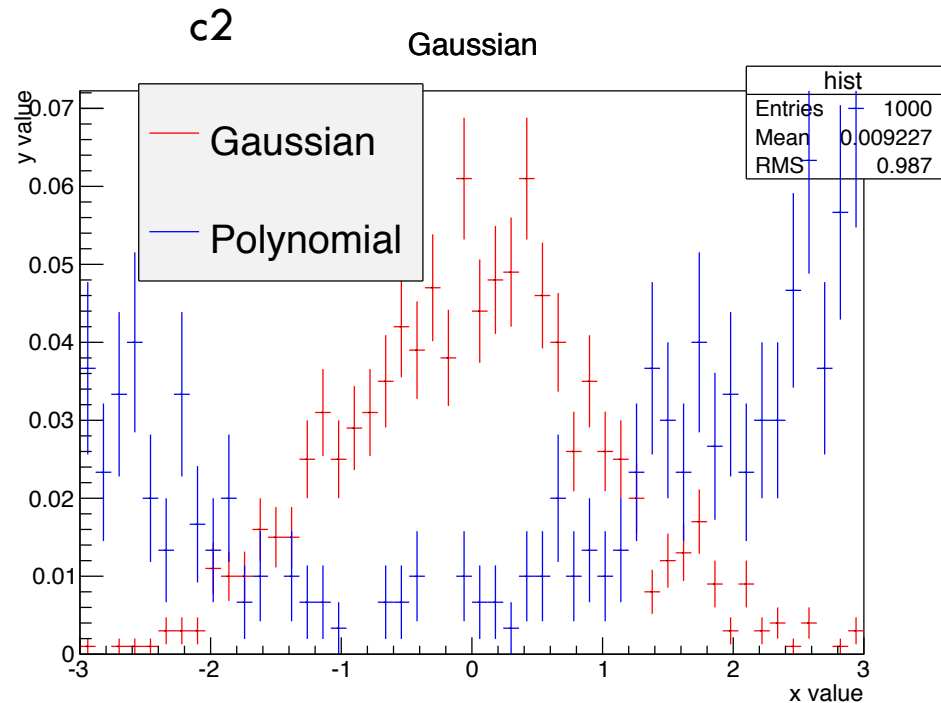 c2
Gaussian
hist
Entries 1000
Mean 0.009227
RMS 0.987
Gaussian
Polynomial
y value
0.07
0.06
0.05
0.04
0.03
0.02
0.01
0
-3 -2 -1 0 1 2 3
x value